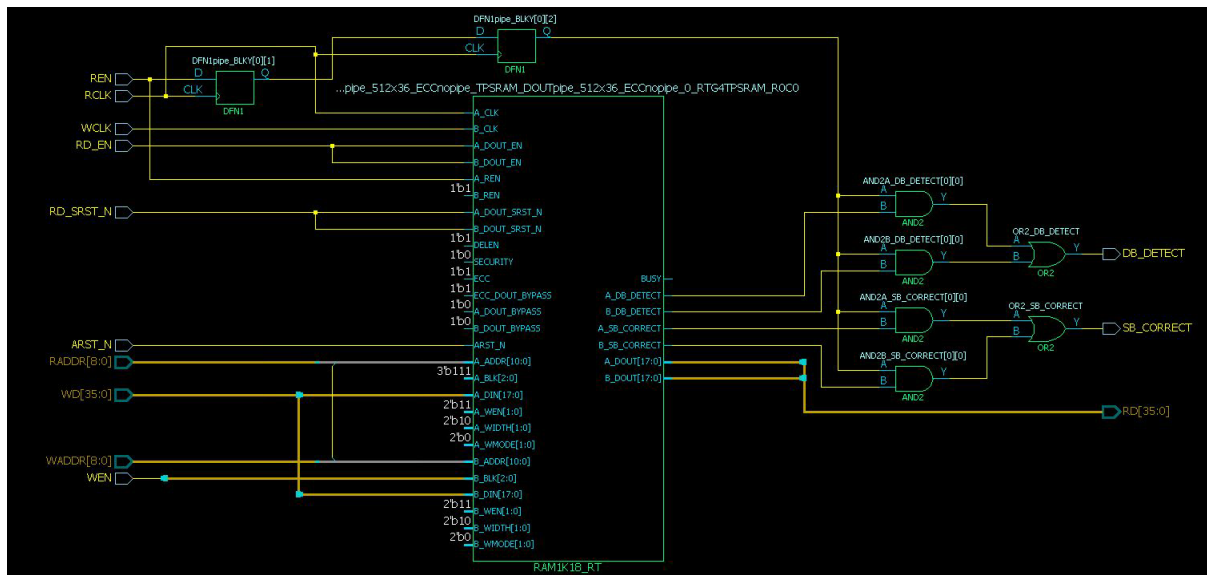 DFN1pipe_BLKY[0][2]
D
Q
CLK
DFN1
DFN1pipe_BLKY[0][1]
D
Q
CLK
DFN1
REN
RCLK
WCLK
RD_EN
RD_SRST_N
ARST_N
RADDR[8:0]
WD[35:0]
WADDR[8:0]
WEN
...pipe_512x36_ECCnopipe_TPSRAM_DOUTpipe_512x36_ECCnopipe_0_RTG4TPSRAM_R0C0
A_CLK
B_CLK
A_DOUT_EN
B_DOUT_EN
A_REN
1'b1 B_REN
A_DOUT_SRST_N
B_DOUT_SRST_N
1'b1 DELEN
1'b0 SECURITY
1'b1 ECC
1'b1 ECC_DOUT_BYPASS
1'b0 A_DOUT_BYPASS
1'b0 B_DOUT_BYPASS
ARST_N
A_ADDR[10:0]
3'b111 A_BLK[2:0]
A_DIN[17:0]
2'b11 A_WEN[1:0]
2'b10 A_WIDTH[1:0]
2'b0 A_WMODE[1:0]
B_ADDR[10:0]
B_BLK[2:0]
B_DIN[17:0]
2'b11 B_WEN[1:0]
2'b10 B_WIDTH[1:0]
2'b0 B_WMODE[1:0]
BUSY
A_DB_DETECT
B_DB_DETECT
A_SB_CORRECT
B_SB_CORRECT
A_DOUT[17:0]
B_DOUT[17:0]
RAM1K18_RT
AND2A_DB_DETECT[0][0]
A
B
Y
AND2
AND2B_DB_DETECT[0][0]
A
B
Y
AND2
AND2A_SB_CORRECT[0][0]
A
B
Y
AND2
AND2B_SB_CORRECT[0][0]
A
B
Y
AND2
OR2_DB_DETECT
A
B
Y
OR2
OR2_SB_CORRECT
A
B
Y
OR2
DB_DETECT
SB_CORRECT
RD[35:0]